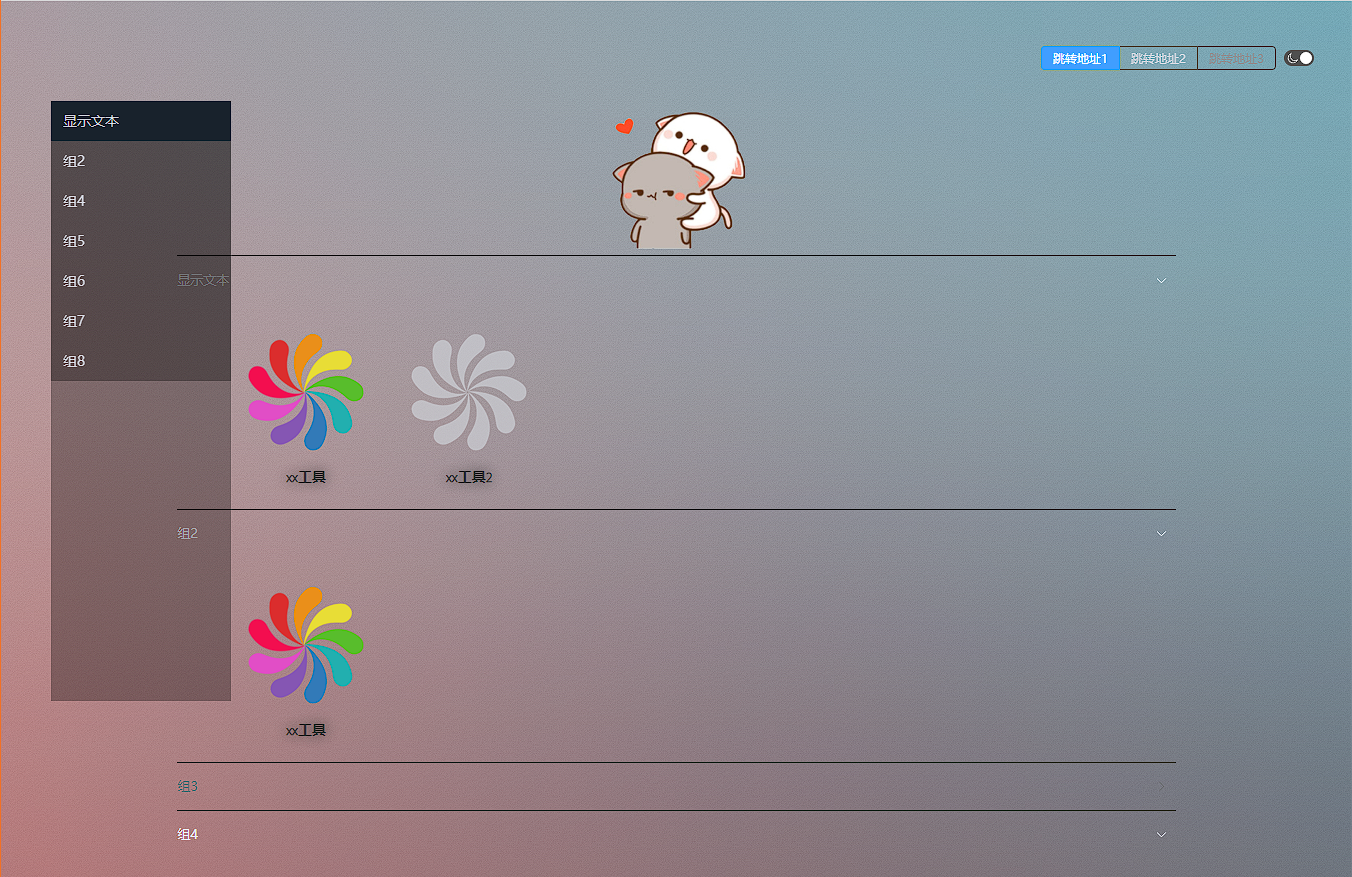 跳转地址1 跳转地址2 跳转地址3
显示文本
组2
组4
组5
组6
组7
组8
显示文本
xx工具 xx工具2
组2
xx工具
组3
组4